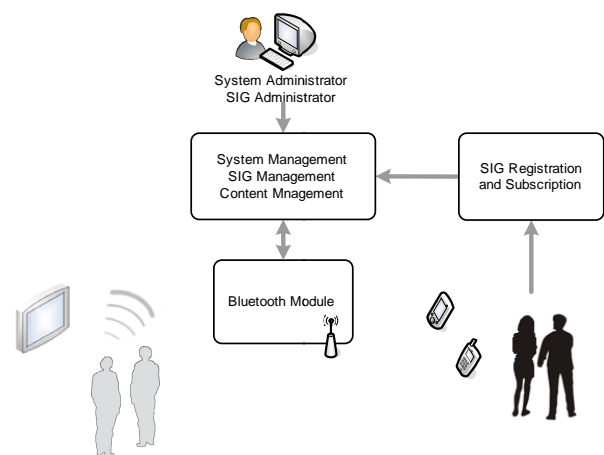 System Administrator
SIG Administrator
System Management
SIG Management
Content Mnagement
SIG Registration
and Subscription
Bluetooth Module